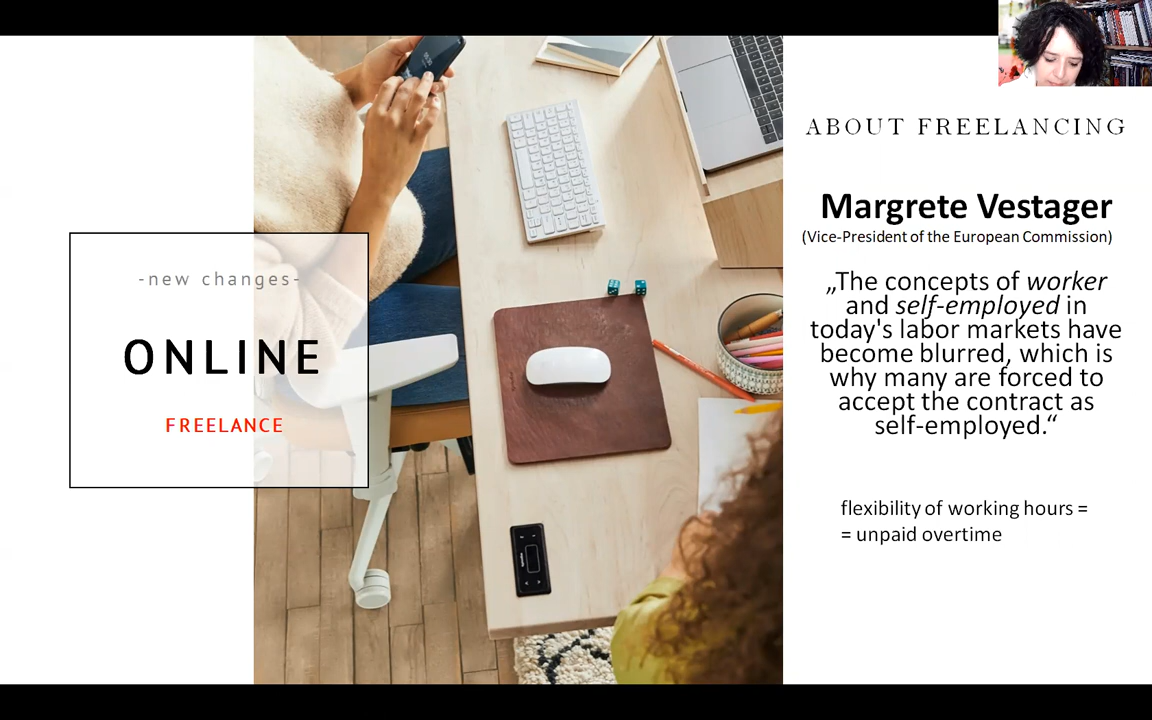 -new changes-
ONLINE
FREELANCE
ABOUT FREELANCING
Margrete Vestager
(Vice-President of the European Commission)
„The concepts of worker
and self-employed in
today's labor markets have
become blurred, which is
why many are forced to
accept the contract as
self-employed.“
flexibility of working hours =
= unpaid overtime